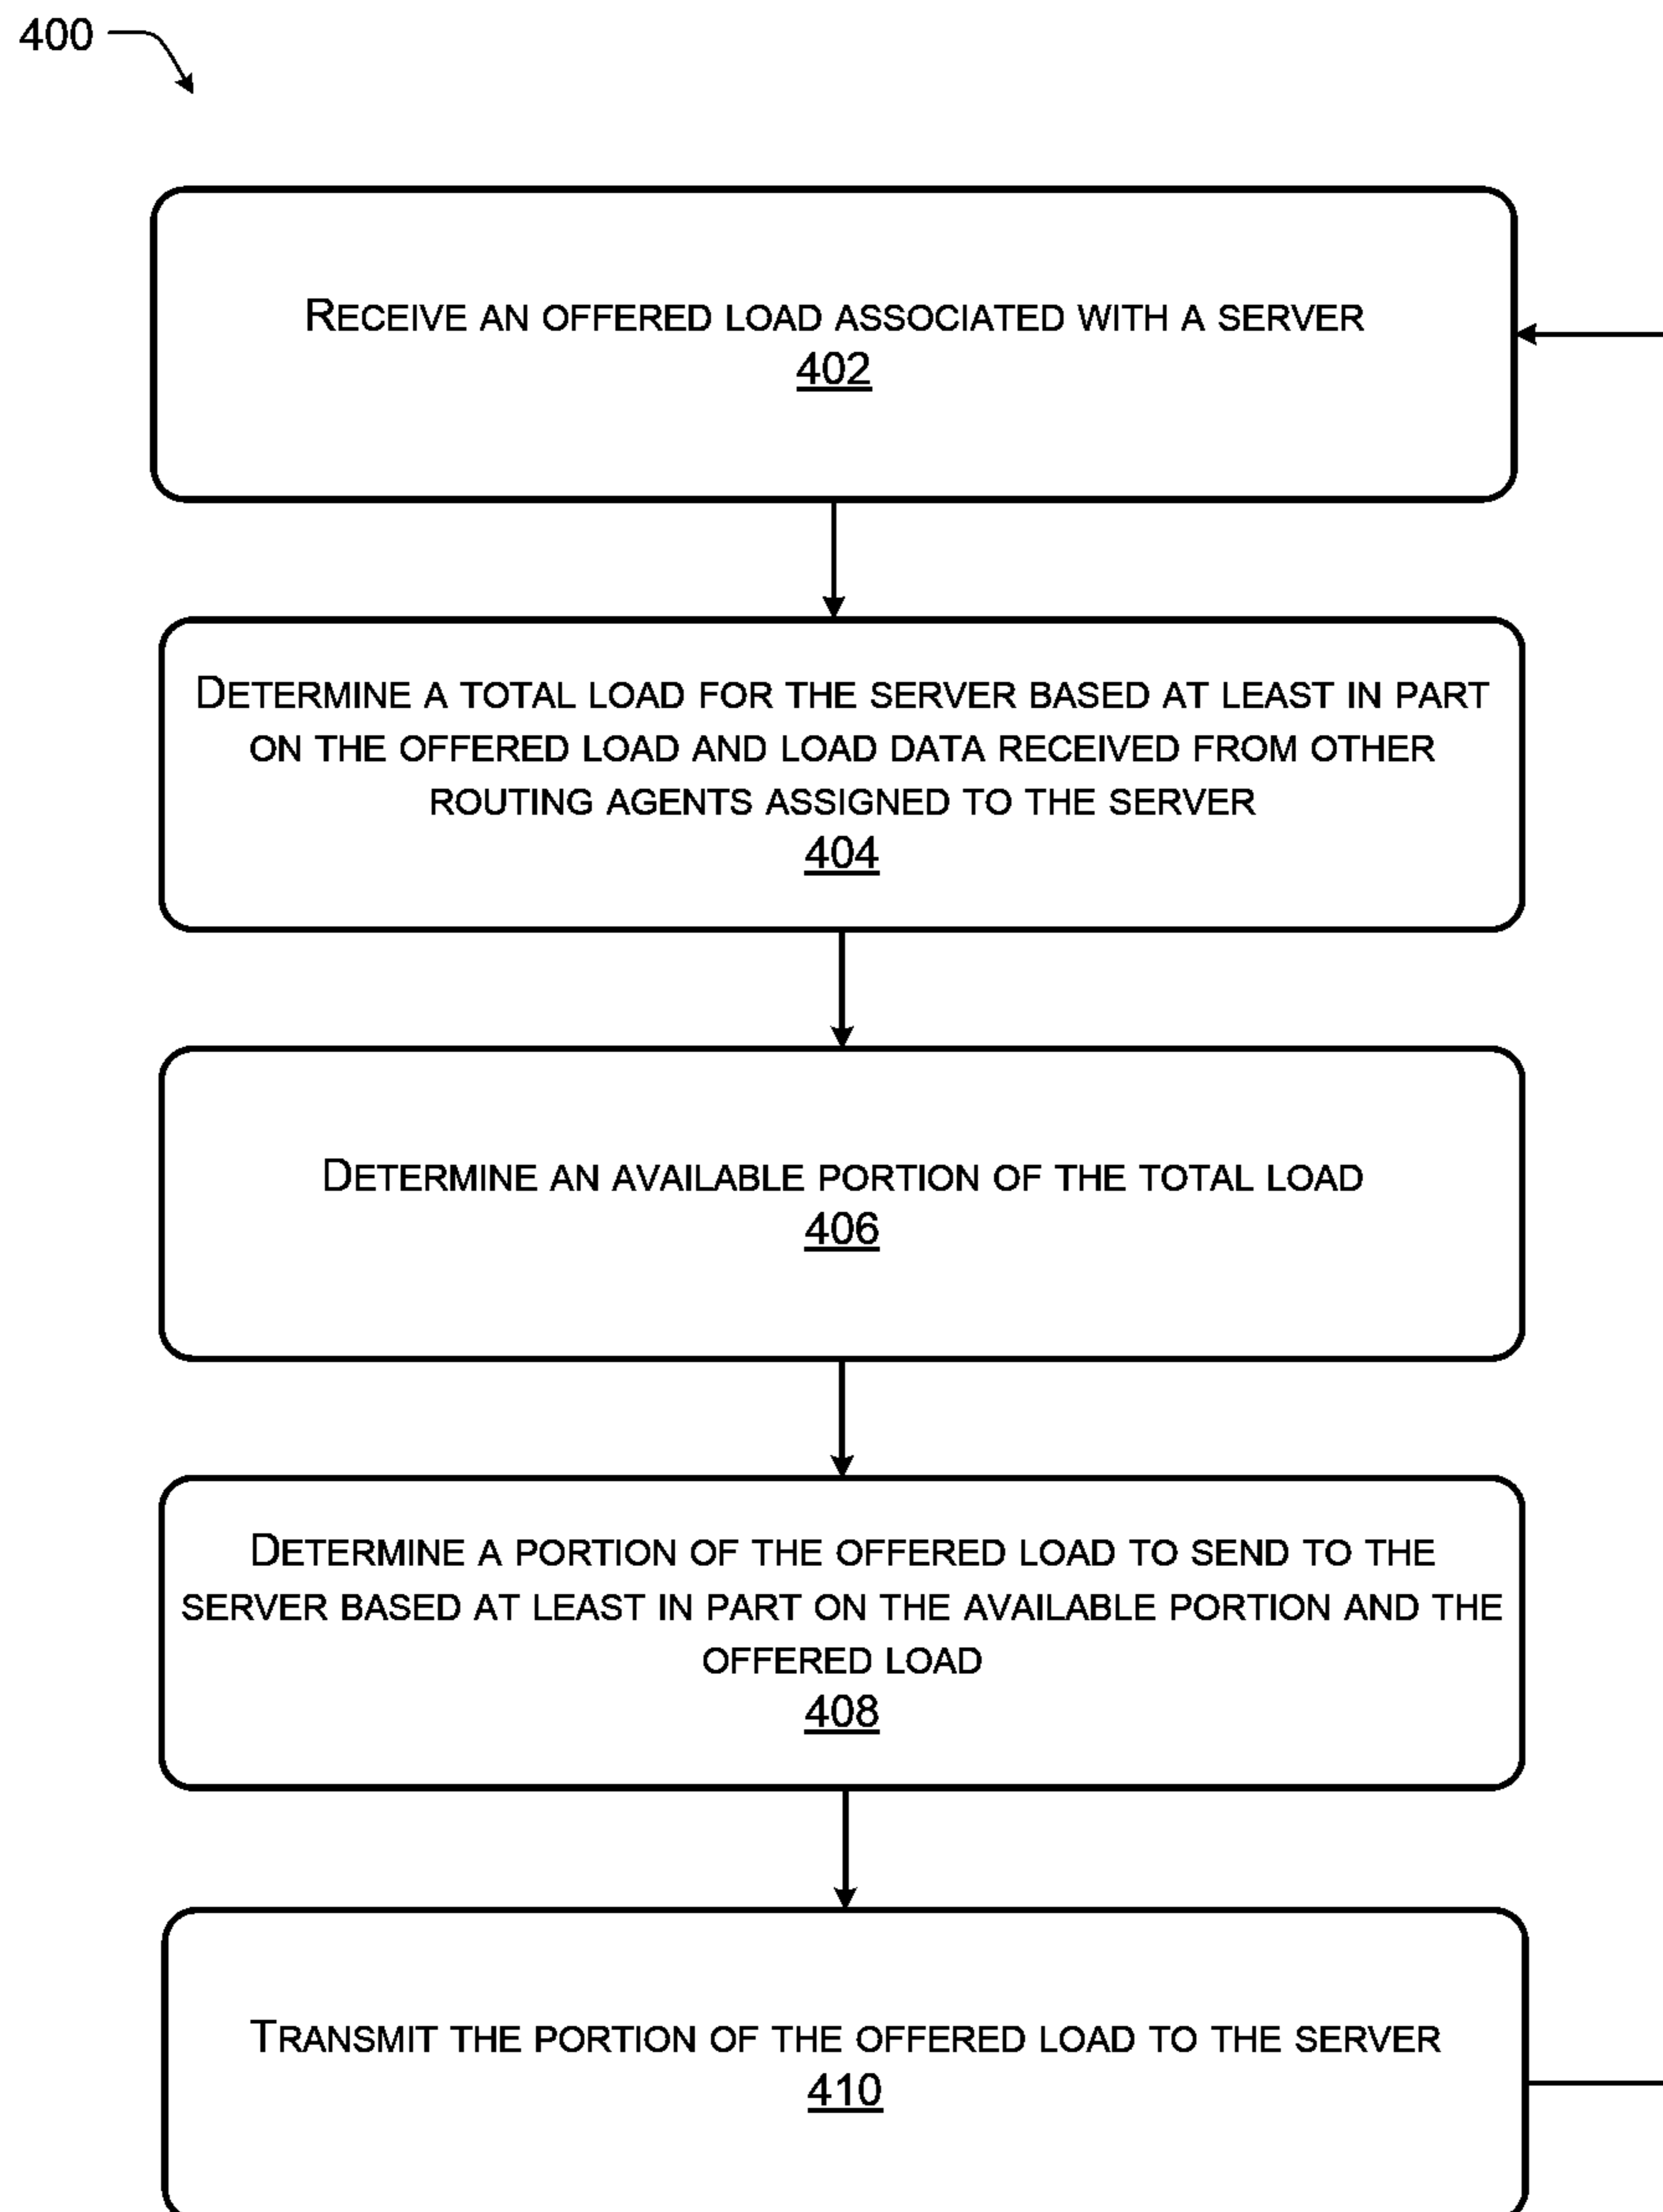 400
RECEIVE AN OFFERED LOAD ASSOCIATED WITH A SERVER
402
DETERMINE A TOTAL LOAD FOR THE SERVER BASED AT LEAST IN PART
ON THE OFFERED LOAD AND LOAD DATA RECEIVED FROM OTHER
ROUTING AGENTS ASSIGNED TO THE SERVER
404
DETERMINE AN AVAILABLE PORTION OF THE TOTAL LOAD
406
DETERMINE A PORTION OF THE OFFERED LOAD TO SEND TO THE
SERVER BASED AT LEAST IN PART ON THE AVAILABLE PORTION AND THE
OFFERED LOAD
408
TRANSMIT THE PORTION OF THE OFFERED LOAD TO THE SERVER
410